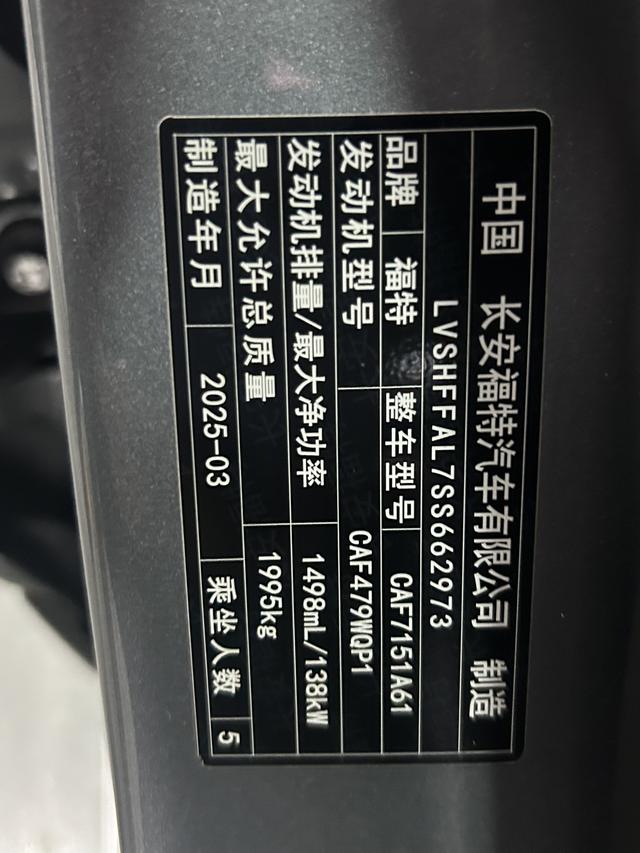 中国 长安福特汽车有限公司 制造
LVSHFFAL7SS662973
品牌 福特 整车型号 CAF7151A61
发动机型号 CAF479WQP1
发动机排量/最大净功率 1498mL/138kW
最大允许总质量 1995kg
制造年月 2025-03 乘坐人数 5